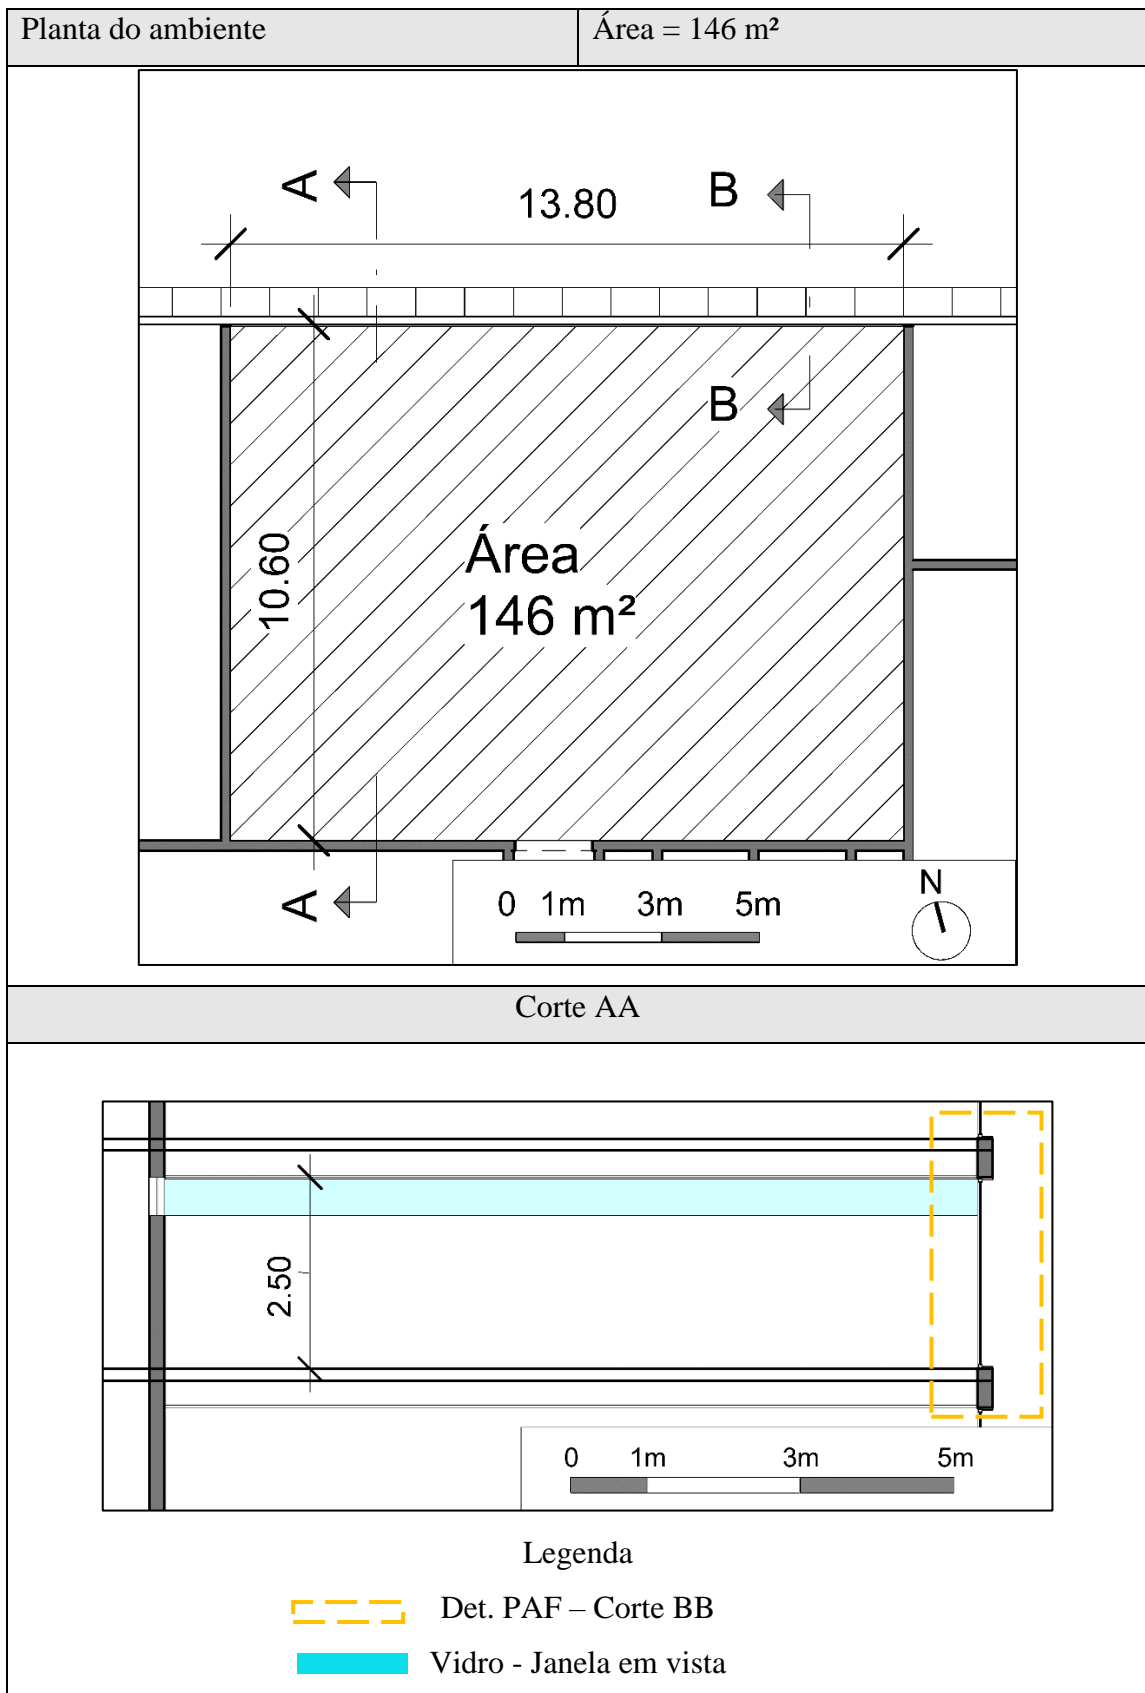 Planta do ambiente
Área = 146 m²
A
B
13.80
B
10.60
Área
146 m²
A
0 1m 3m 5m
N
Corte AA
2.50
0 1m 3m 5m
Legenda
Det. PAF – Corte BB
Vidro - Janela em vista